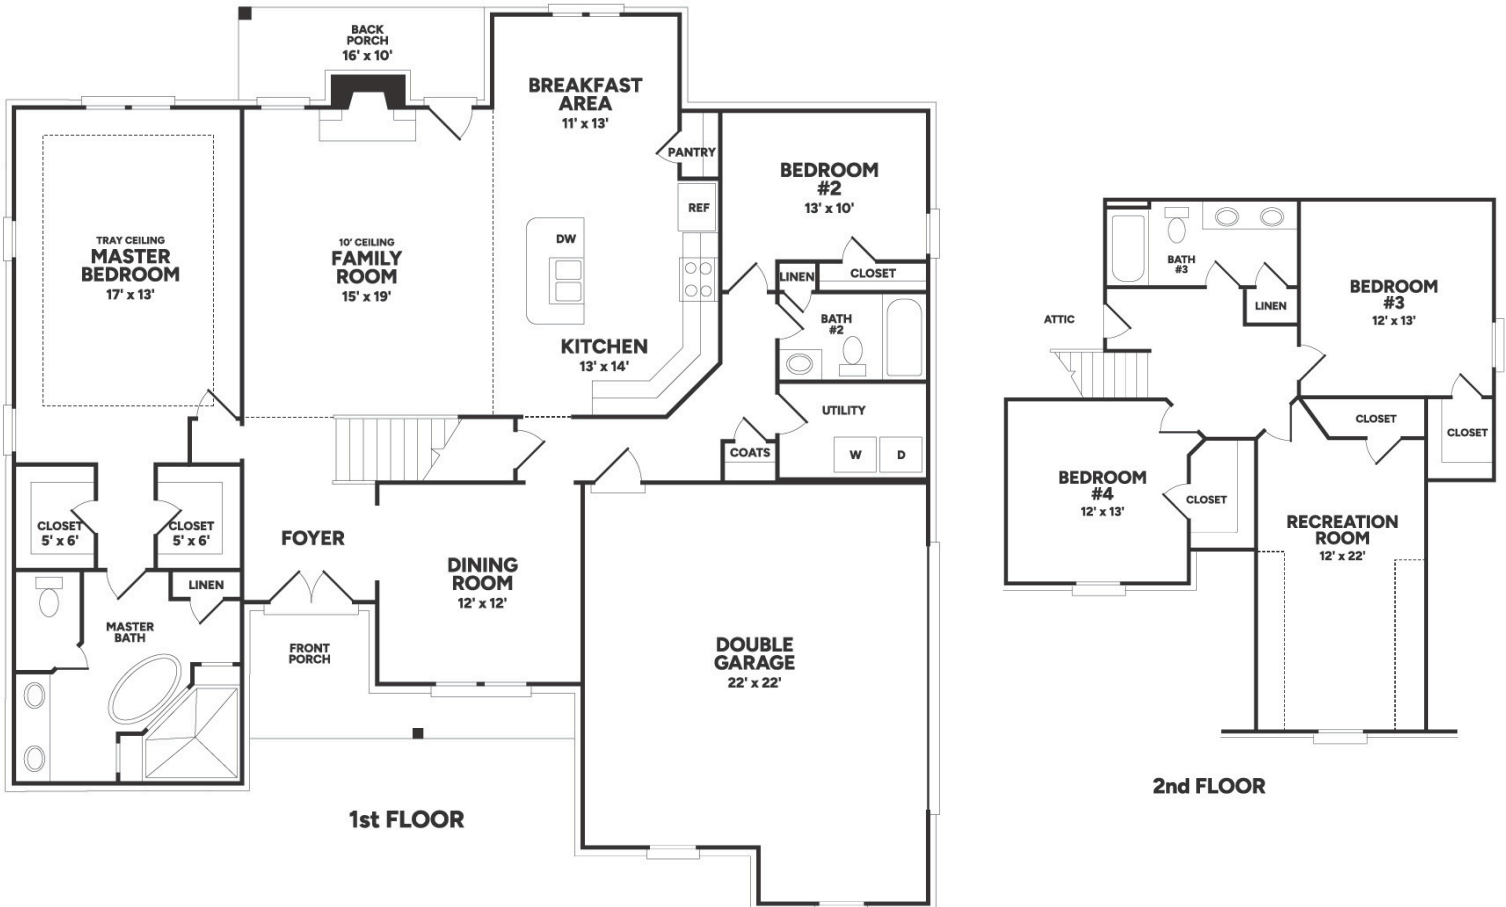 BACK
PORCH
16' x 10'
BREAKFAST
AREA
11' x 13'
PANTRY
REF
BEDROOM
#2
13' x 10'
TRAY CEILING
MASTER
BEDROOM
17' x 13'
10' CEILING
FAMILY
ROOM
15' x 19'
DW
KITCHEN
13' x 14'
LINEN
CLOSET
BATH
#2
UTILITY
W
D
COATS
CLOSET
5' x 6'
CLOSET
5' x 6'
FOYER
DINING
ROOM
12' x 12'
LINEN
MASTER
BATH
FRONT
PORCH
DOUBLE
GARAGE
22' x 22'
1st FLOOR
BATH
#3
LINEN
ATTIC
BEDROOM
#3
12' x 13'
CLOSET
CLOSET
BEDROOM
#4
12' x 13'
CLOSET
RECREATION
ROOM
12' x 22'
2nd FLOOR